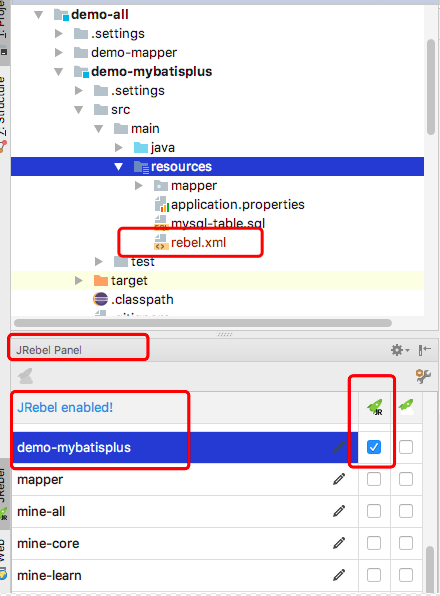 1: Project
demo-all
.settings
demo-mapper
demo-mybatisplus
.settings
src
main
java
resources
mapper
application.properties
mysql-table.sql
rebel.xml
test
target
.classpath
Z: Structure
JRebel Panel
JRebel enabled!
JR
demo-mybatisplus
mapper
mine-all
mine-core
mine-learn
JRebel
Web